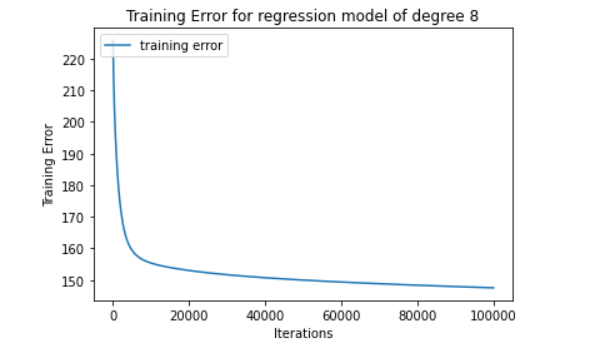 Training Error for regression model of degree 8
training error
Training Error
220
210
200
190
180
170
160
150
0 20000 40000 60000 80000 100000
Iterations